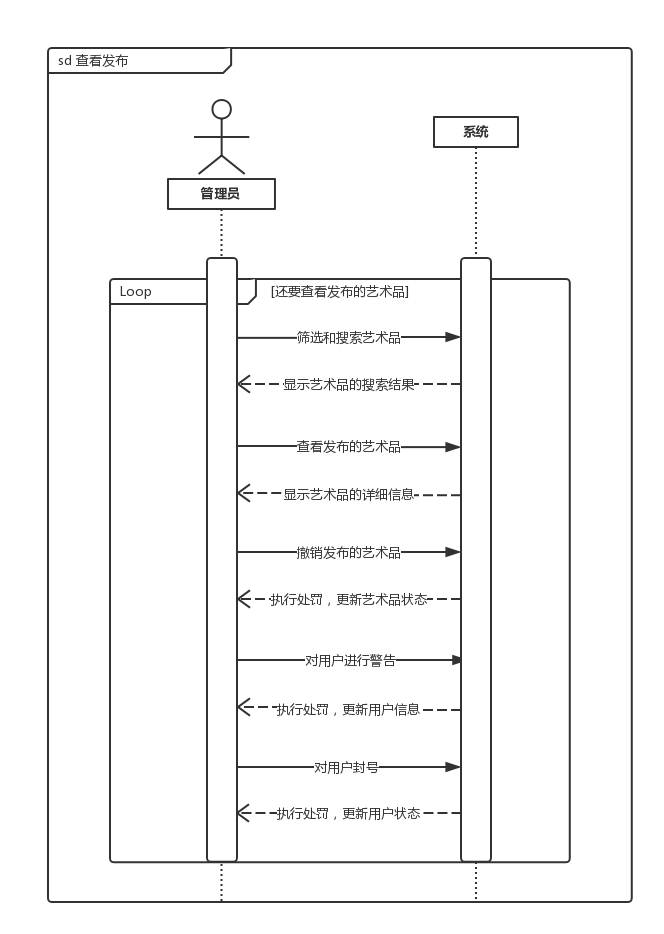 sd 查看发布
系统
管理员
Loop
[还要查看发布的艺术品]
筛选和搜索艺术品
显示艺术品的搜索结果
查看发布的艺术品
显示艺术品的详细信息
撤销发布的艺术品
执行处罚，更新艺术品状态
对用户进行警告
执行处罚，更新用户信息
对用户封号
执行处罚，更新用户状态